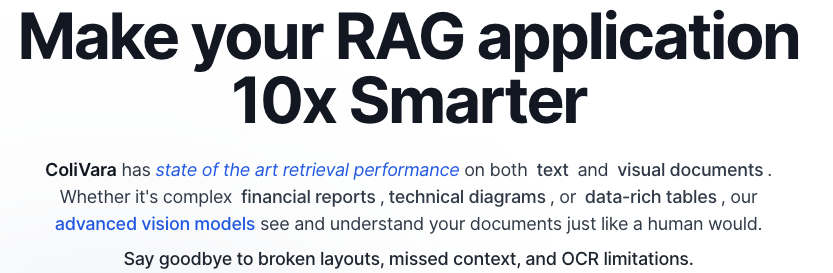 Make your RAG application
10x Smarter
ColiVara has state of the art retrieval performance on both text and visual documents .
Whether it's complex financial reports , technical diagrams , or data-rich tables , our
advanced vision models see and understand your documents just like a human would.
Say goodbye to broken layouts, missed context, and OCR limitations.